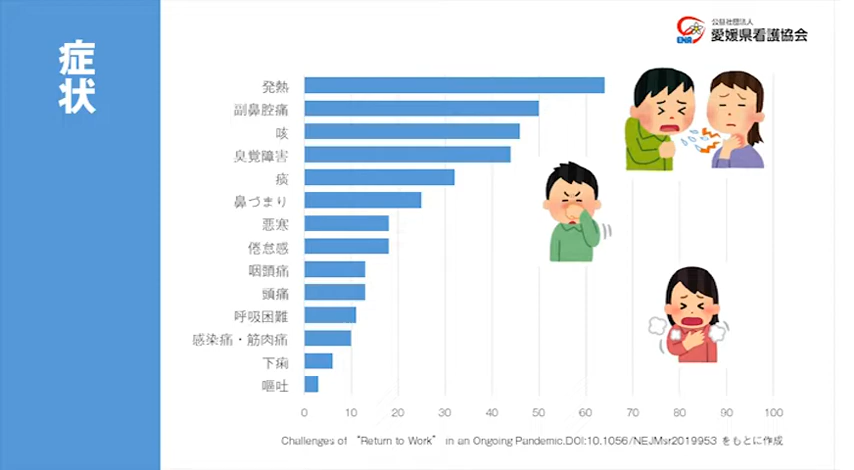 症状
公益社団法人
EHA
愛媛県看護協会
発熱
副鼻腔痛
咳
臭覚障害
痰
鼻づまり
悪寒
倦怠感
咽頭痛
頭痛
呼吸困難
感染痛・筋肉痛
下痢
嘔吐
0 10 20 30 40 50 60 70 80 90 100
Challenges of “Return to Work” in an Ongoing Pandemic.DOI:10.1056/NEJMsr2019953 をもとに作成